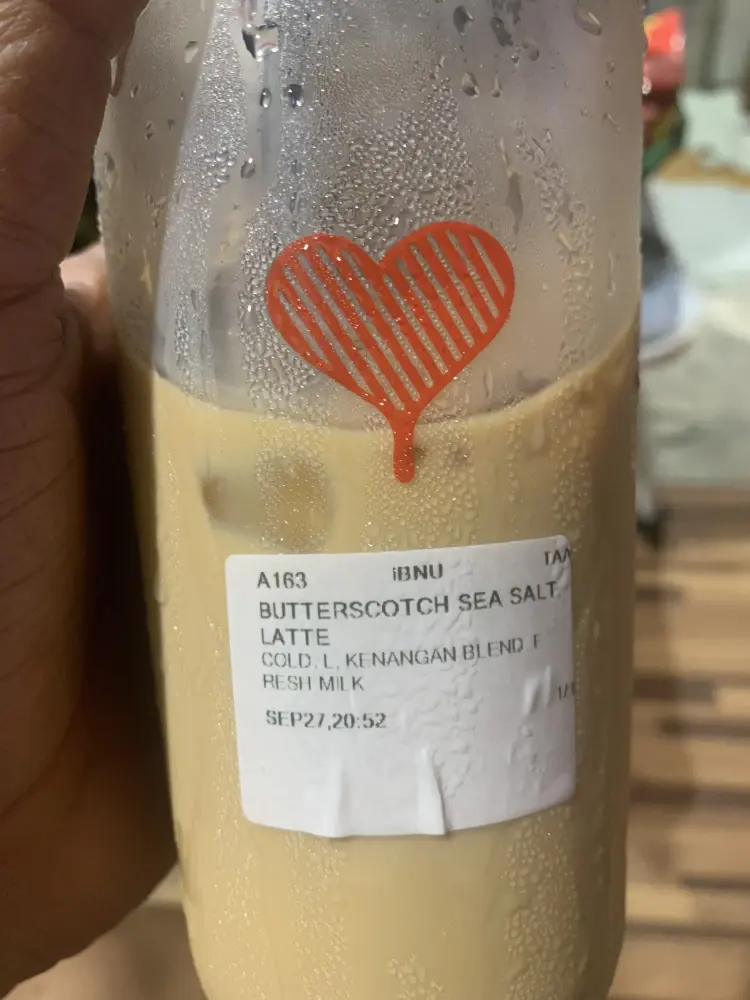 A163 iBNU
BUTTERSCOTCH SEA SALT
LATTE
COLD, L, KENANGAN BLEND, F
RESH MILK
SEP27,20:52